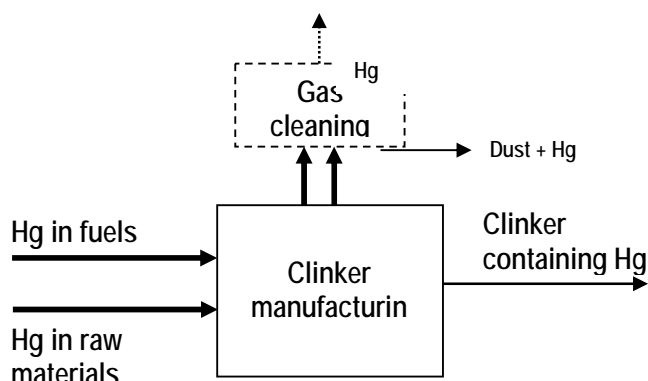 Hg
Gas
cleaning
Dust + Hg
Hg in fuels
Clinker
containing Hg
Clinker
manufacturin
Hg in raw
materials